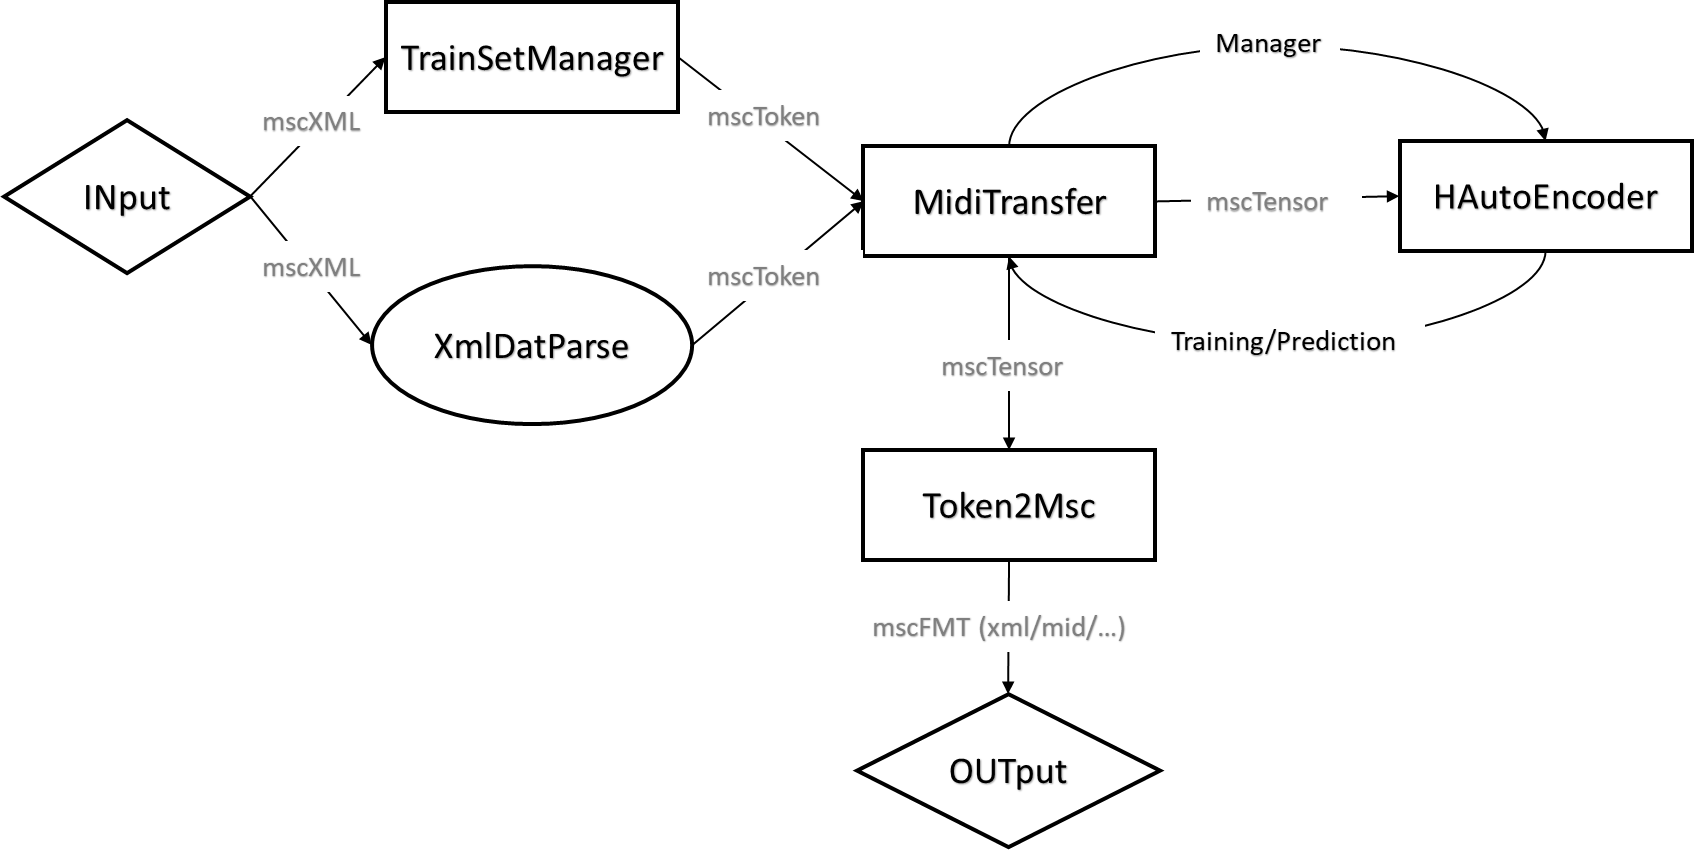 TrainSetManager
Manager
mscXML
mscToken
INput
MidiTransfer
mscTensor
HAutoEncoder
mscXML
mscToken
XmlDatParse
Training/Prediction
mscTensor
Token2Msc
mscFMT (xml/mid/...)
OUTput